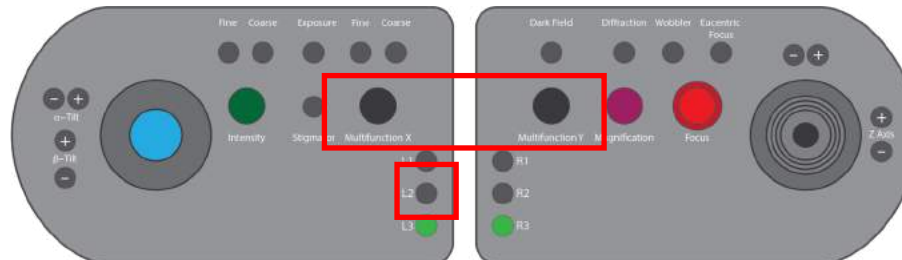 Fine Coarse Exposure Fine Coarse
Dark Field Diffraction Wobbler Eucentric
Focus
− +
− +
α-Tilt
+
β-Tilt
−
Intensity Stigmator Multifunction X
Multifunction Y Magnification Focus
+
Z Axis
−
L1
L2
L3
R1
R2
R3